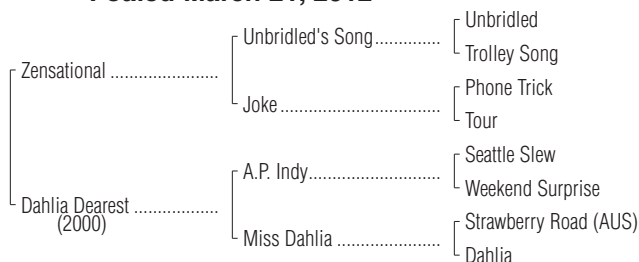 Foaled March 21, 2012
Unbridled
Unbridled's Song
Trolley Song
Zensational
Phone Trick
Joke
Tour
Seattle Slew
A.P. Indy
Weekend Surprise
Dahlia Dearest
(2000)
Strawberry Road (AUS)
Miss Dahlia
Dahlia